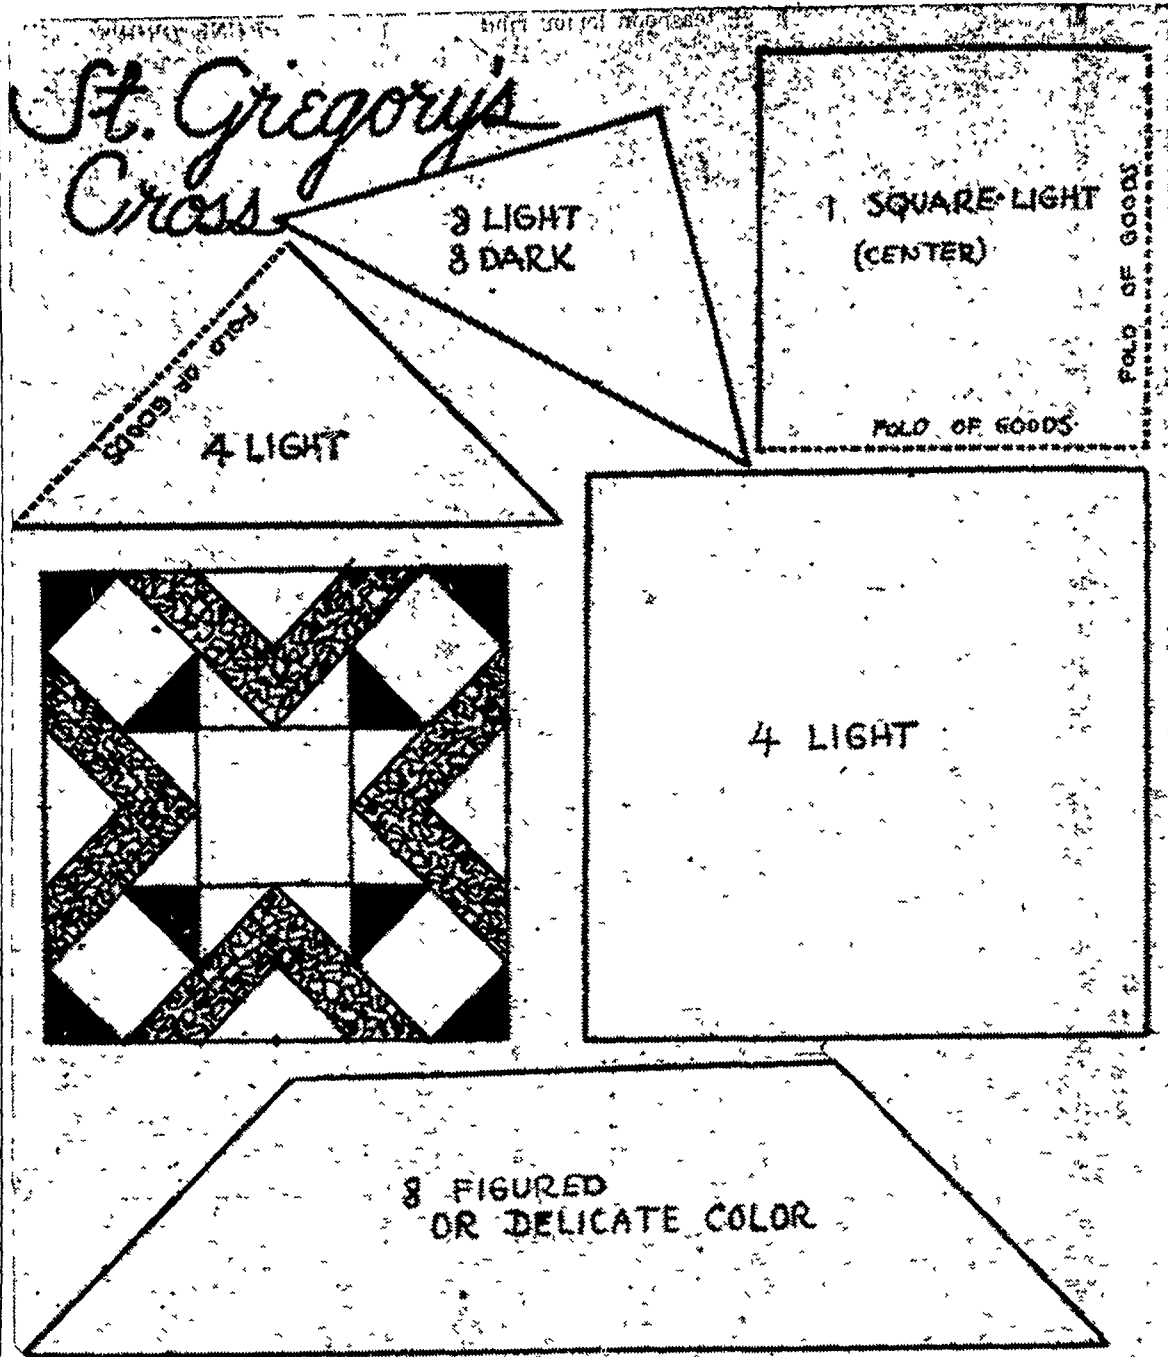 St. Gregory's
Cross
8 LIGHT
8 DARK
1 SQUARE-LIGHT
(CENTER)
FOLD OF GOODS
FOLD OF GOODS
FOLD OF GOODS
4 LIGHT
4 LIGHT
8 FIGURED
OR DELICATE COLOR